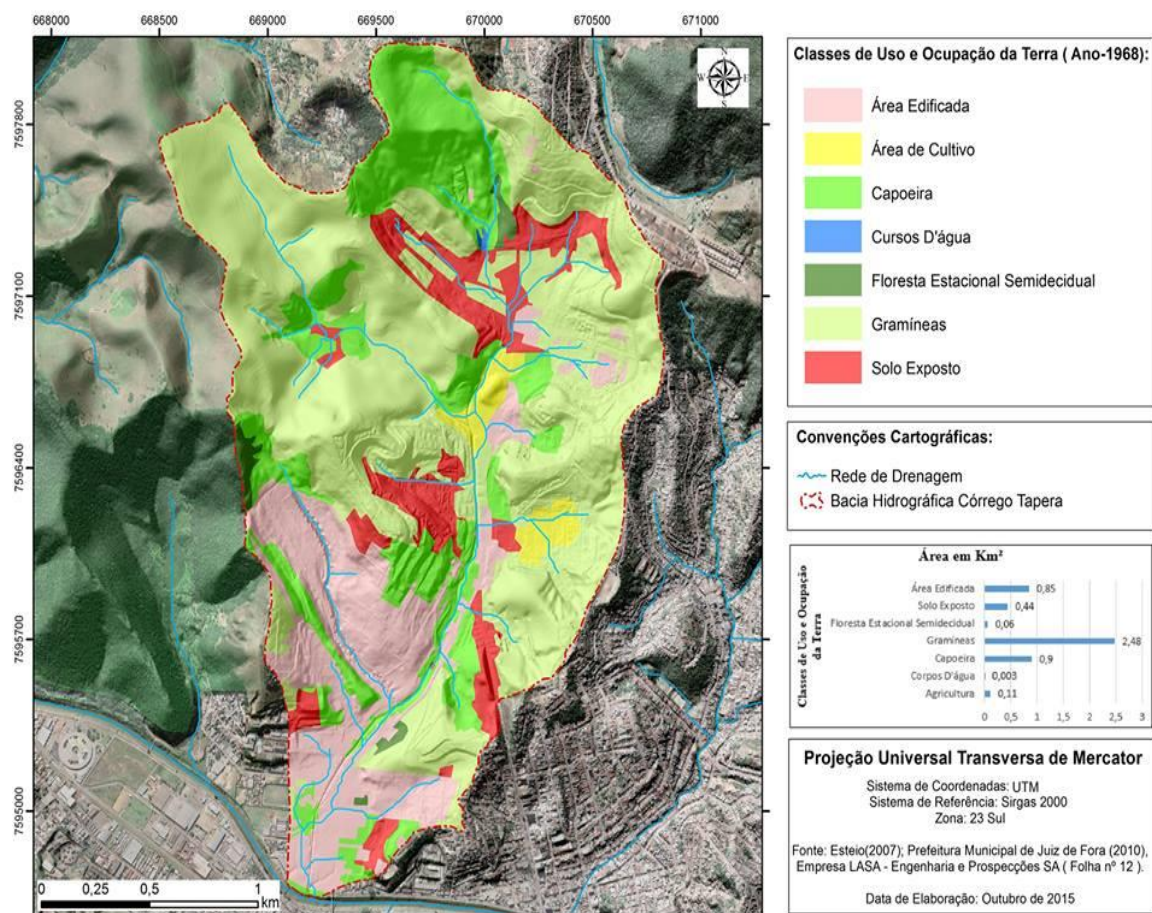 668000 668500 669000 669500 670000 670500 671000
7597800
7597100
7596400
7595700
7595000
N
W E
S
0 0,25 0,5 1
km
Classes de Uso e Ocupação da Terra ( Ano-1968):
Área Edificada
Área de Cultivo
Capoeira
Cursos D'água
Floresta Estacional Semidecidual
Gramíneas
Solo Exposto
Convenções Cartográficas:
Rede de Drenagem
Bacia Hidrográfica Córrego Tapera
Área em Km²
Classes de Uso e Ocupação
da Terra
Área Edificada 0,85
Solo Exposto 0,44
Floresta Estacional Semidecidual 0,06
Gramíneas 2,48
Capoeira 0,9
Corpos D'água 0,003
Agricultura 0,11
0 0,5 1 1,5 2 2,5 3
Projeção Universal Transversa de Mercator
Sistema de Coordenadas: UTM
Sistema de Referência: Sirgas 2000
Zona: 23 Sul
Fonte: Esteio(2007); Prefeitura Municipal de Juiz de Fora (2010),
Empresa LASA - Engenharia e Prospecções SA ( Folha nº 12 ).
Data de Elaboração: Outubro de 2015